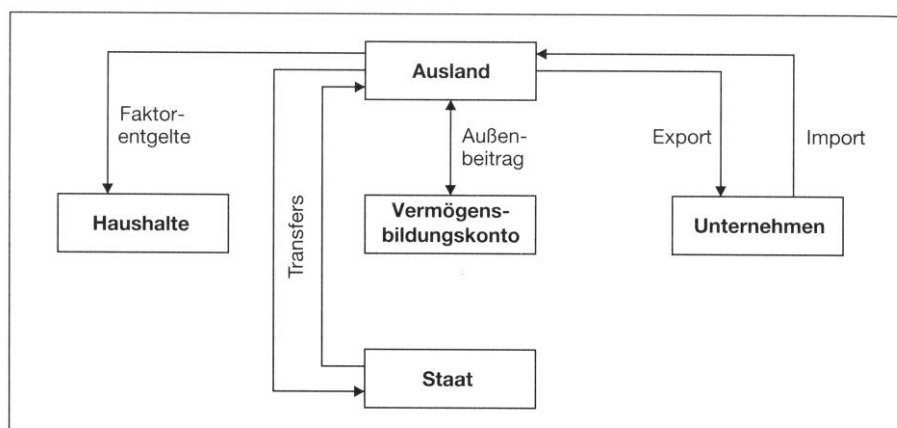 Ausland
Faktor-
entgelte
Außen-
beitrag
Export
Import
Haushalte
Vermögens-
bildungskonto
Unternehmen
Transfers
Staat